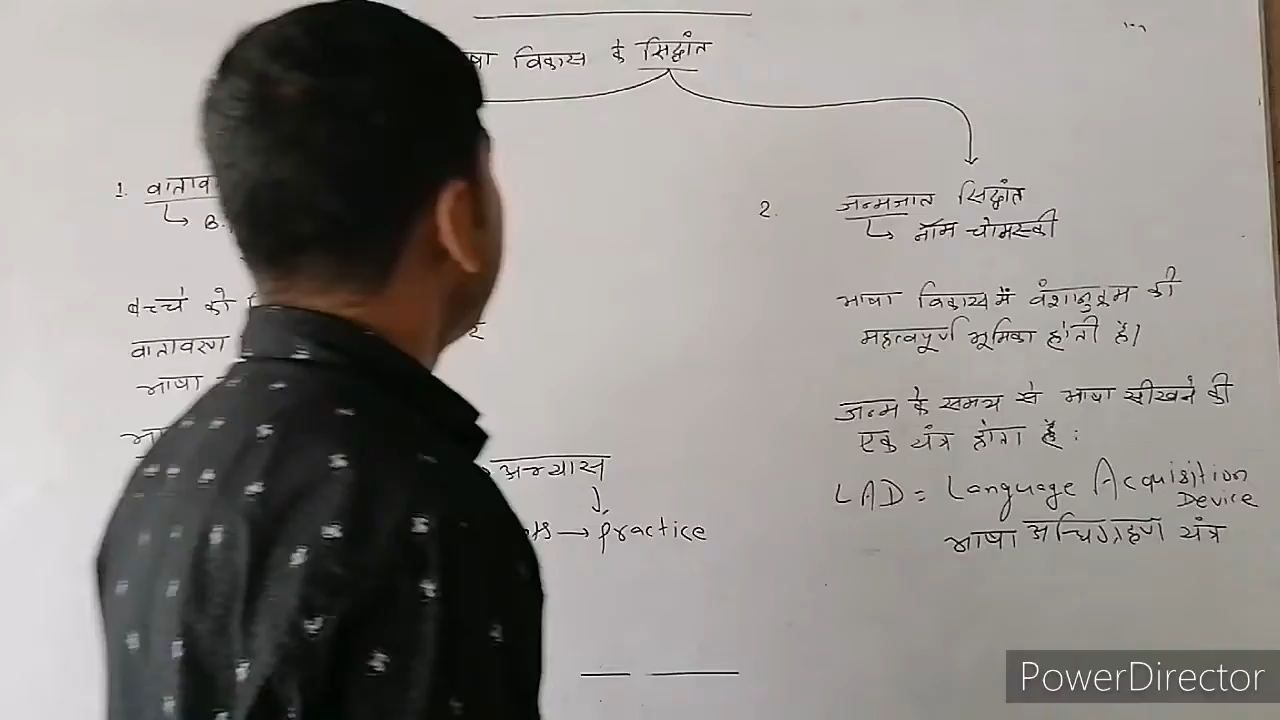 विकास के सिद्धांत
1.
B.
बच्चे को
वातावरण
भाषा
अभ्यास
→ practice
2. जन्मजात सिद्धांत
नॉम चोमस्की
भाषा विकास में वंशानुक्रम की
महत्वपूर्ण भूमिका होती है।
जन्म के समय से भाषा सीखने की
एक यंत्र होता है :
LAD = Language Acquisition
Device
भाषा अधिग्रहण यंत्र
PowerDirector